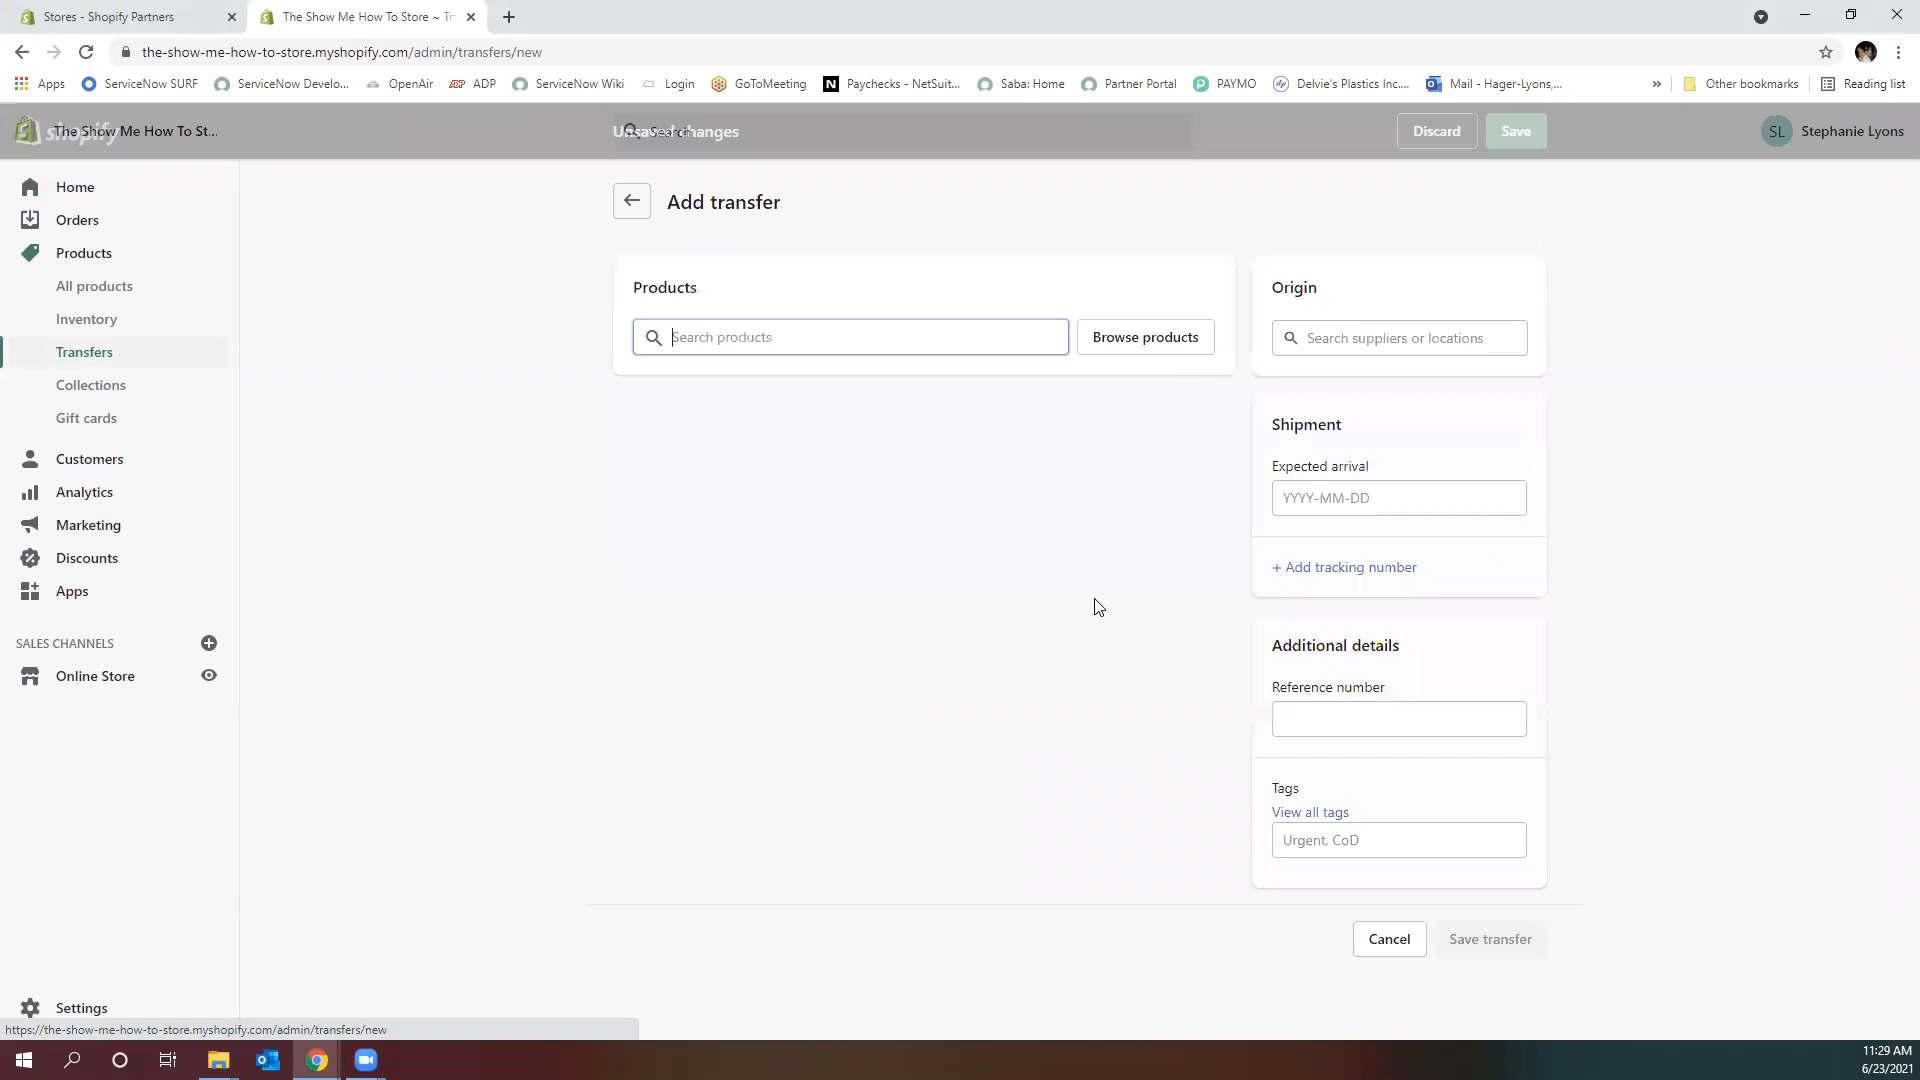 Stores - Shopify Partners
The Show Me How To Store ~ Tr
the-show-me-how-to-store.myshopify.com/admin/transfers/new
Apps
ServiceNow SURF
ServiceNow Develo...
OpenAir
ADP
ServiceNow Wiki
Login
GoToMeeting
Paychecks - NetSuit...
Saba: Home
Partner Portal
PAYMO
Delvie's Plastics Inc....
Mail - Hager-Lyons,...
»
Other bookmarks
Reading list
shopify
The Show Me How To St...
Unsaved changes
Search
Discard
Save
SL
Stephanie Lyons
Home
Orders
Products
All products
Inventory
Transfers
Collections
Gift cards
Customers
Analytics
Marketing
Discounts
Apps
SALES CHANNELS
Online Store
Settings
Add transfer
Products
Search products
Browse products
Origin
Search suppliers or locations
Shipment
Expected arrival
YYYY-MM-DD
+ Add tracking number
Additional details
Reference number
Tags
View all tags
Urgent, CoD
Cancel
Save transfer
https://the-show-me-how-to-store.myshopify.com/admin/transfers/new
11:29 AM
6/23/2021